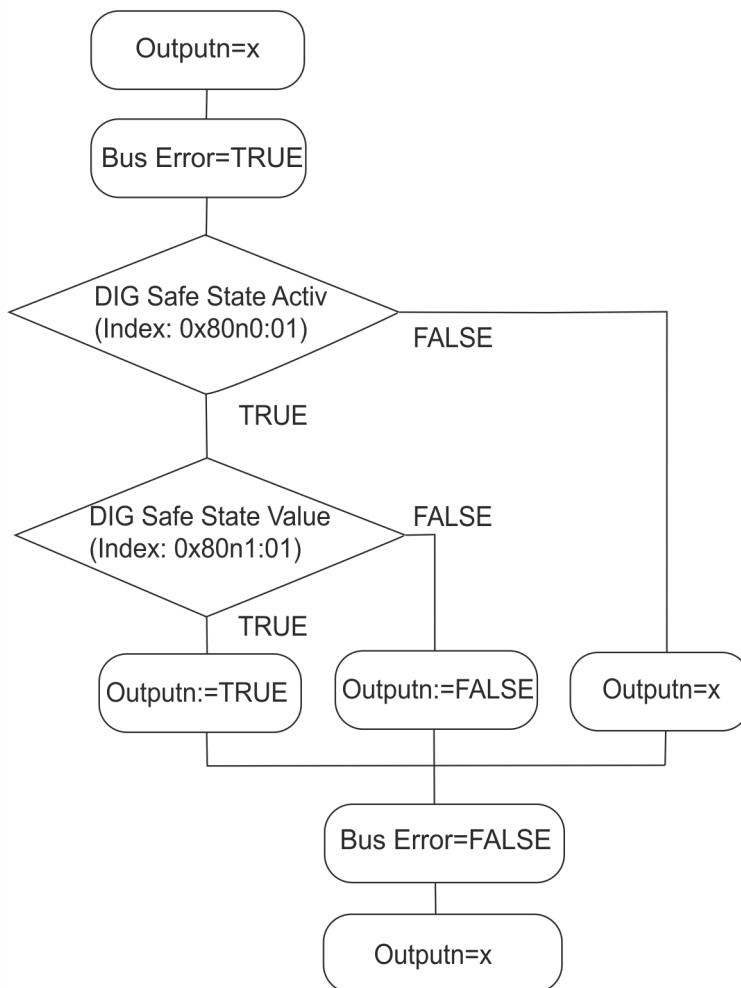 Outputn=x
Bus Error=TRUE
DIG Safe State Activ
(Index: 0x80n0:01)
FALSE
TRUE
DIG Safe State Value
(Index: 0x80n1:01)
FALSE
TRUE
Outputn:=TRUE
Outputn:=FALSE
Outputn=x
Bus Error=FALSE
Outputn=x